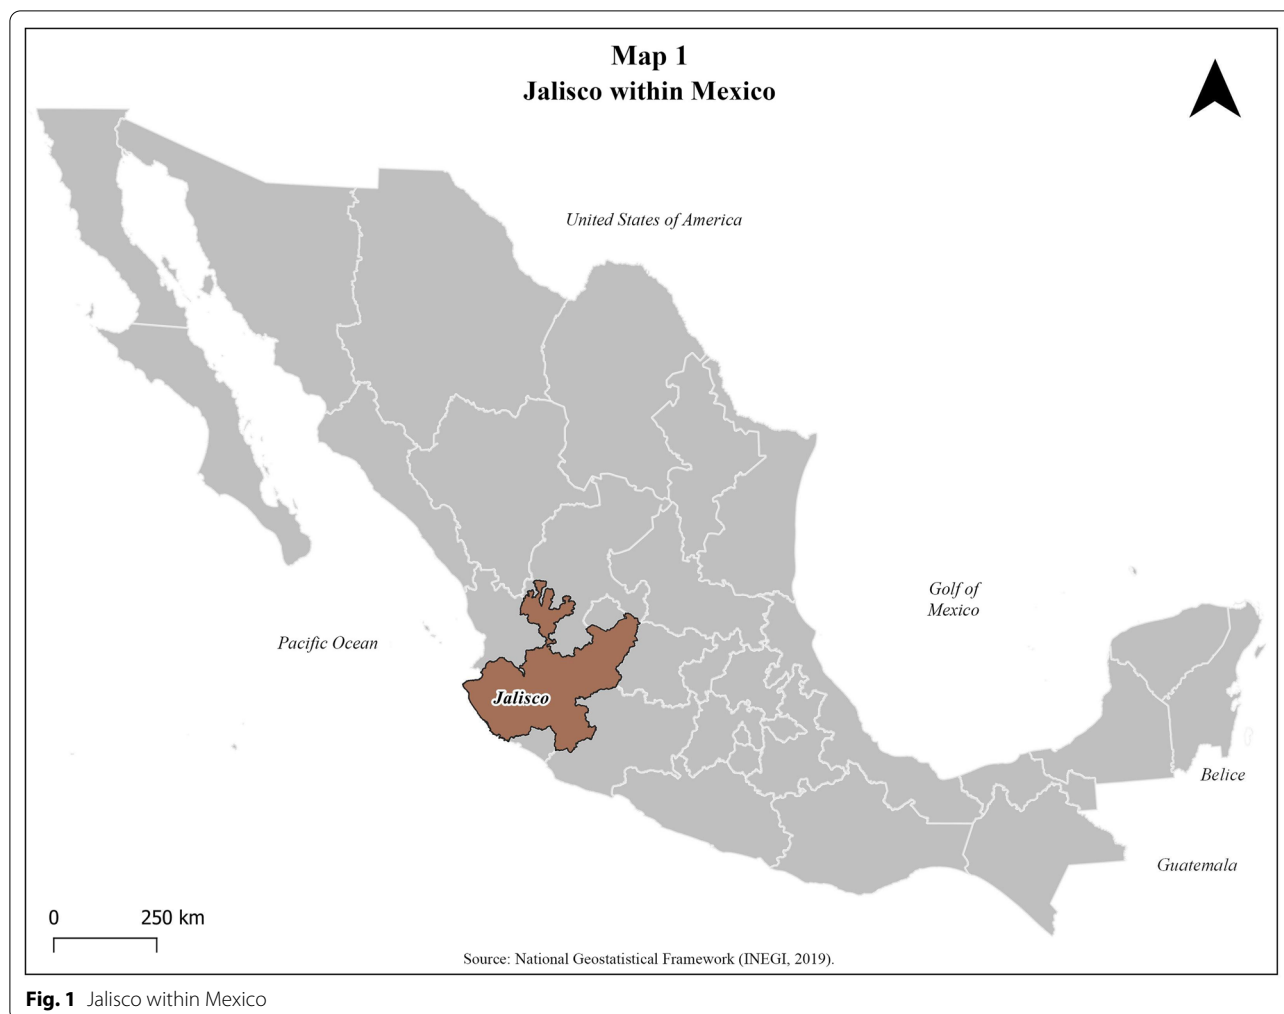 Map 1
Jalisco within Mexico
United States of America
Golf of
Mexico
Pacific Ocean
Jalisco
Belice
Guatemala
0 250 km
Source: National Geostatistical Framework (INEGI, 2019).
Fig. 1 Jalisco within Mexico